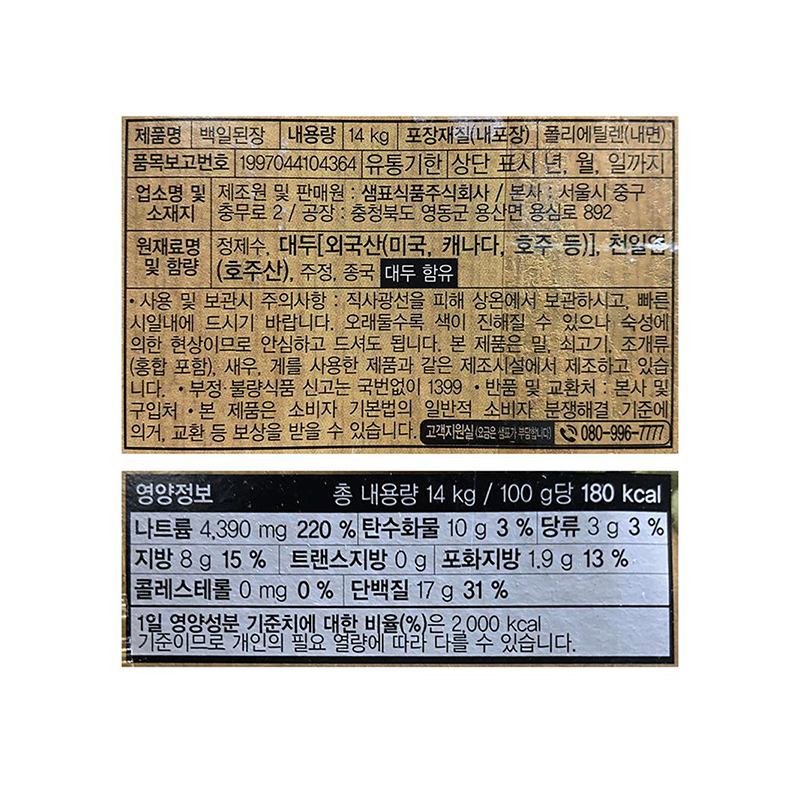 제품명 백일된장 내용량 14 kg 포장재질(내포장) 폴리에틸렌(내면)
품목보고번호 1997044104364 유통기한 상단 표시 년, 월, 일까지
업소명 및 소재지 제조원 및 판매원 : 샘표식품주식회사 / 본사 : 서울시 중구
충무로 2 / 공장 : 충청북도 영동군 용산면 용심로 892
원재료명 및 함량 정제수, 대두[외국산(미국, 캐나다, 호주 등)], 천일염
(호주산), 주정, 종국 대두 함유
• 사용 및 보관시 주의사항 : 직사광선을 피해 상온에서 보관하시고, 빠른
시일내에 드시기 바랍니다. 오래둘수록 색이 진해질 수 있으나 숙성에
의한 현상이므로 안심하고 드셔도 됩니다. 본 제품은 밀, 쇠고기, 조개류
(홍합 포함), 새우, 게를 사용한 제품과 같은 제조시설에서 제조하고 있습
니다. • 부정·불량식품 신고는 국번없이 1399 • 반품 및 교환처 : 본사 및
구입처 • 본 제품은 소비자 기본법의 일반적 소비자 분쟁해결 기준에
의거, 교환 등 보상을 받을 수 있습니다. 고객지원실 (요금은 샘표가 부담합니다) 080-996-7777
영양정보 총 내용량 14 kg / 100 g당 180 kcal
나트륨 4,390 mg 220 % 탄수화물 10 g 3 % 당류 3 g 3 %
지방 8 g 15 % 트랜스지방 0 g 포화지방 1.9 g 13 %
콜레스테롤 0 mg 0 % 단백질 17 g 31 %
1일 영양성분 기준치에 대한 비율(%)은 2,000 kcal
기준이므로 개인의 필요 열량에 따라 다를 수 있습니다.